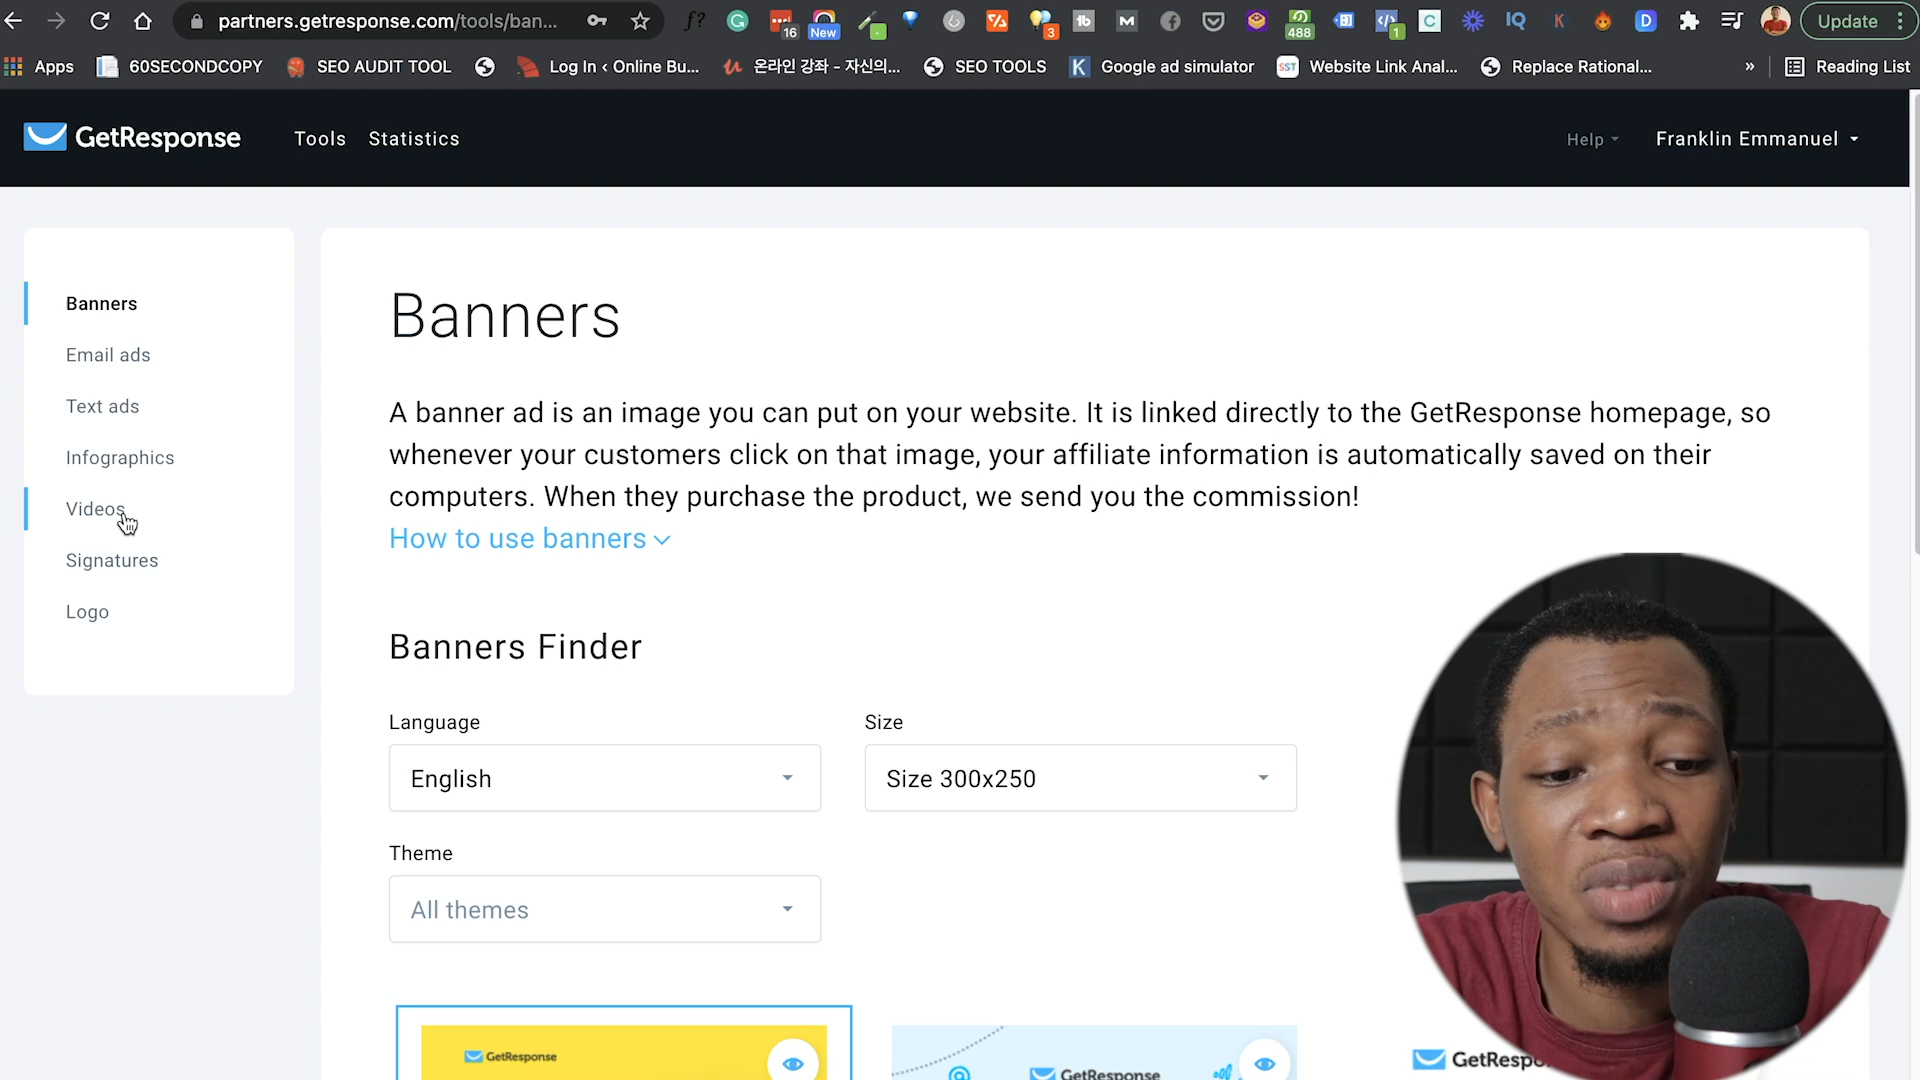 partners.getresponse.com/tools/ban...
f?
16
New
3
tb
M
488
1
C
IQ
K
D
Update
Apps
60SECONDCOPY
SEO AUDIT TOOL
Log In ‹ Online Bu...
온라인 강좌 - 자신의...
SEO TOOLS
K
Google ad simulator
SST
Website Link Anal...
Replace Rational...
»
Reading List
GetResponse
Tools
Statistics
Help
Franklin Emmanuel
Banners
Email ads
Text ads
Infographics
Videos
Signatures
Logo
Banners
A banner ad is an image you can put on your website. It is linked directly to the GetResponse homepage, so
whenever your customers click on that image, your affiliate information is automatically saved on their
computers. When they purchase the product, we send you the commission!
How to use banners
Banners Finder
Language
Size
English
Size 300x250
Theme
All themes
GetResponse
GetResponse
GetRespo